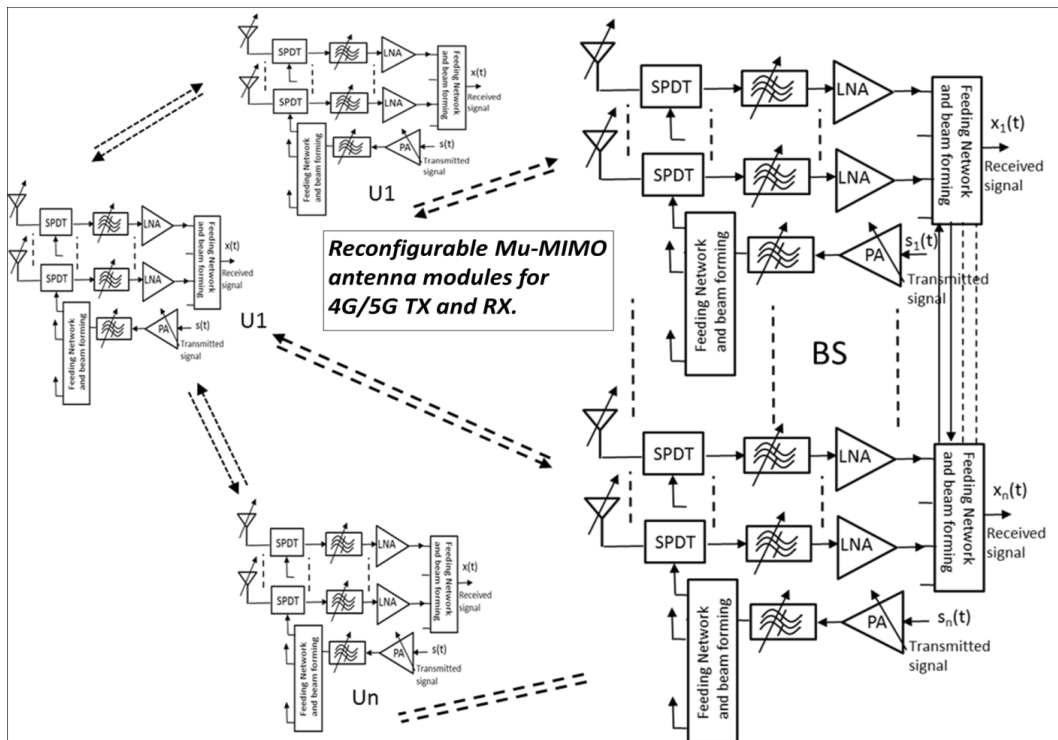 SPDT
LNA
Feeding Network
and beam forming
x(t)
Received
signal
SPDT
LNA
Feeding Network
and beam forming
PA
s(t)
Transmitted
signal
U1
SPDT
LNA
Feeding Network
and beam forming
x(t)
Received
signal
SPDT
LNA
Feeding Network
and beam forming
PA
s(t)
Transmitted
signal
U1
Reconfigurable Mu-MIMO
antenna modules for
4G/5G TX and RX.
SPDT
LNA
Feeding Network
and beam forming
x(t)
Received
signal
SPDT
LNA
Feeding Network
and beam forming
PA
s(t)
Transmitted
signal
Un
SPDT
LNA
Feeding Network
and beam forming
x₁(t)
Received
signal
SPDT
LNA
Feeding Network
and beam forming
PA
s₁(t)
Transmitted
signal
BS
SPDT
LNA
Feeding Network
and beam forming
xₙ(t)
Received
signal
SPDT
LNA
Feeding Network
and beam forming
PA
sₙ(t)
Transmitted
signal